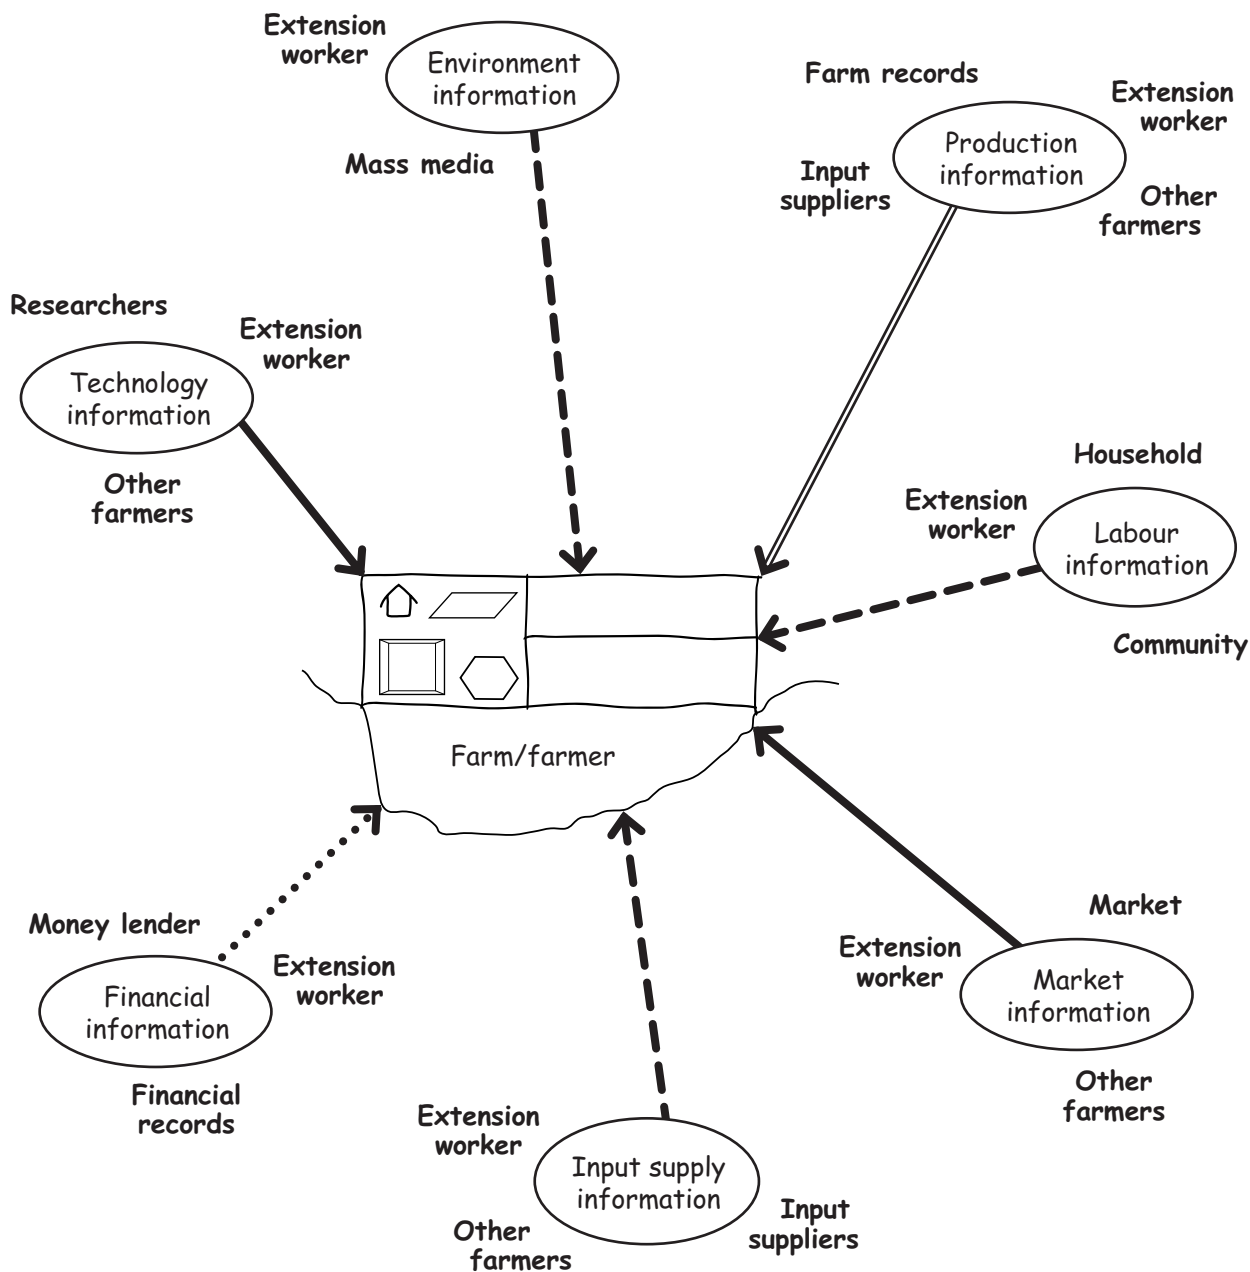 Extension
worker
Environment
information
Mass media
Farm records
Extension
worker
Production
information
Input
suppliers
Other
farmers
Researchers
Extension
worker
Technology
information
Other
farmers
Household
Extension
worker
Labour
information
Community
Farm/farmer
Money lender
Extension
worker
Financial
information
Financial
records
Market
Extension
worker
Market
information
Other
farmers
Extension
worker
Input supply
information
Other
farmers
Input
suppliers